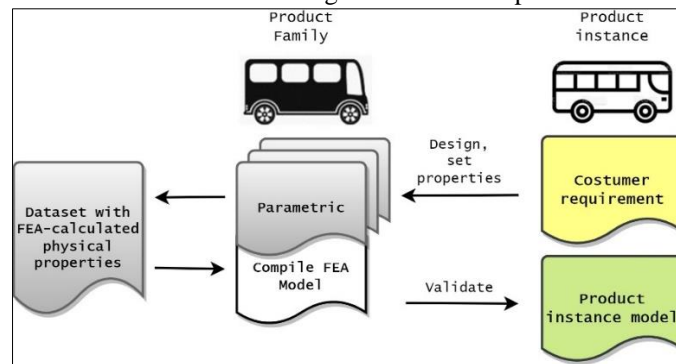 Product
Family
Product
instance
Design,
set
properties
Costumer
requirement
Parametric
Dataset with
FEA-calculated
physical
properties
Compile FEA
Model
Validate
Product
instance model